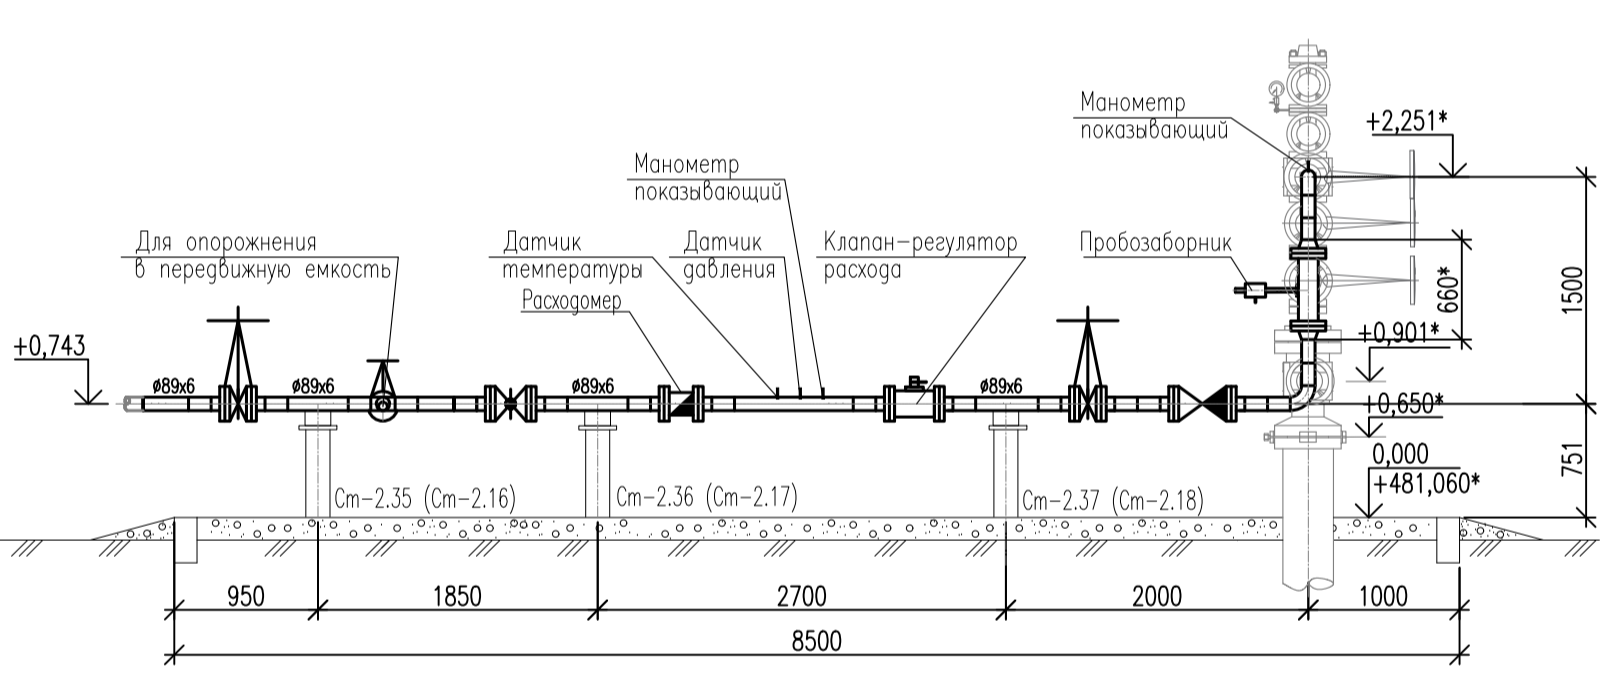 Манометр
показывающий
+2,251*
Манометр
показывающий
Для опорожнения
в передвижную емкость
Датчик
температуры
Датчик
давления
Клапан-регулятор
расхода
Пробозаборник
Расходомер
660*
1500
+0,743
+0,901*
ø89x6
ø89x6
ø89x6
ø89x6
+0,650*
751
0,000
+481,060*
Ст-2.35 (Ст-2.16)
Ст-2.36 (Ст-2.17)
Ст-2.37 (Ст-2.18)
950
1850
2700
2000
1000
8500